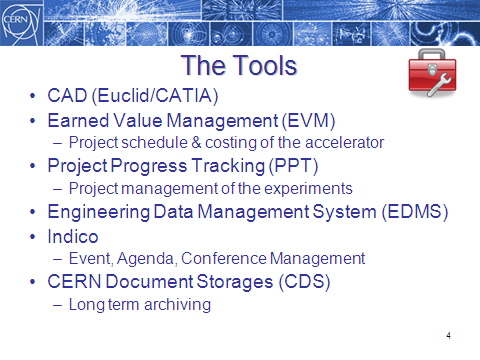 CERN
The Tools
• CAD (Euclid/CATIA)
• Earned Value Management (EVM)
– Project schedule & costing of the accelerator
• Project Progress Tracking (PPT)
– Project management of the experiments
• Engineering Data Management System (EDMS)
• Indico
– Event, Agenda, Conference Management
• CERN Document Storages (CDS)
– Long term archiving
4